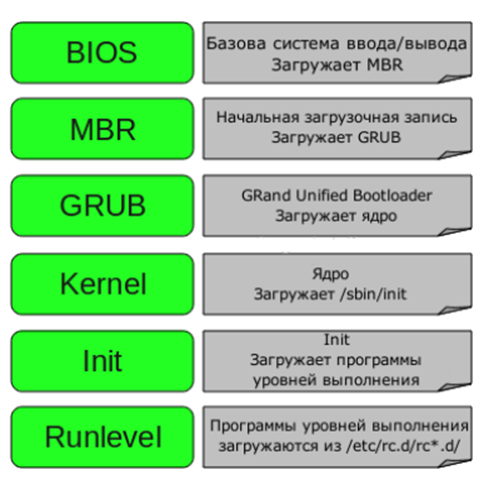 BIOS
Базова система ввода/вывода
Загружает MBR
MBR
Начальная загрузочная запись
Загружает GRUB
GRUB
GRand Unified Bootloader
Загружает ядро
Kernel
Ядро
Загружает /sbin/init
Init
Init
Загружает программы
уровней выполнения
Runlevel
Программы уровней выполнения
загружаются из /etc/rc.d/rc*.d/